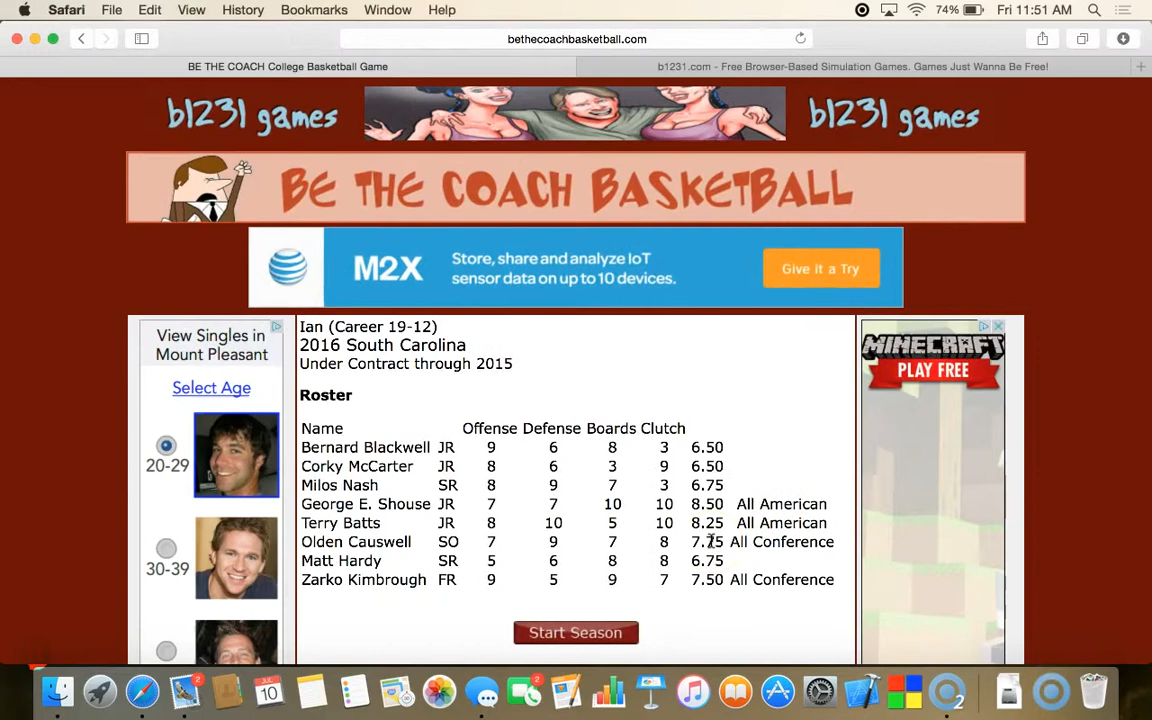 Safari File Edit View History Bookmarks Window Help 74% Fri 11:51 AM
bethecoachbasketball.com
BE THE COACH College Basketball Game b1231.com - Free Browser-Based Simulation Games. Games Just Wanna Be Free!
b1231 games b1231 games
BE THE COACH BASKETBALL
M2X Store, share and analyze IoT
sensor data on up to 10 devices. Give it a Try
View Singles in
Mount Pleasant
Select Age
20-29
30-39
Ian (Career 19-12)
2016 South Carolina
Under Contract through 2015
Roster
Name Offense Defense Boards Clutch
Bernard Blackwell JR 9 6 8 3 6.50
Corky McCarter JR 8 6 3 9 6.50
Milos Nash SR 8 9 7 3 6.75
George E. Shouse JR 7 7 10 10 8.50 All American
Terry Batts JR 8 10 5 10 8.25 All American
Olden Causwell SO 7 9 7 8 7.75 All Conference
Matt Hardy SR 5 6 8 8 6.75
Zarko Kimbrough FR 9 5 9 7 7.50 All Conference
Start Season
MINECRAFT
PLAY FREE
2
JUL
10
2
2